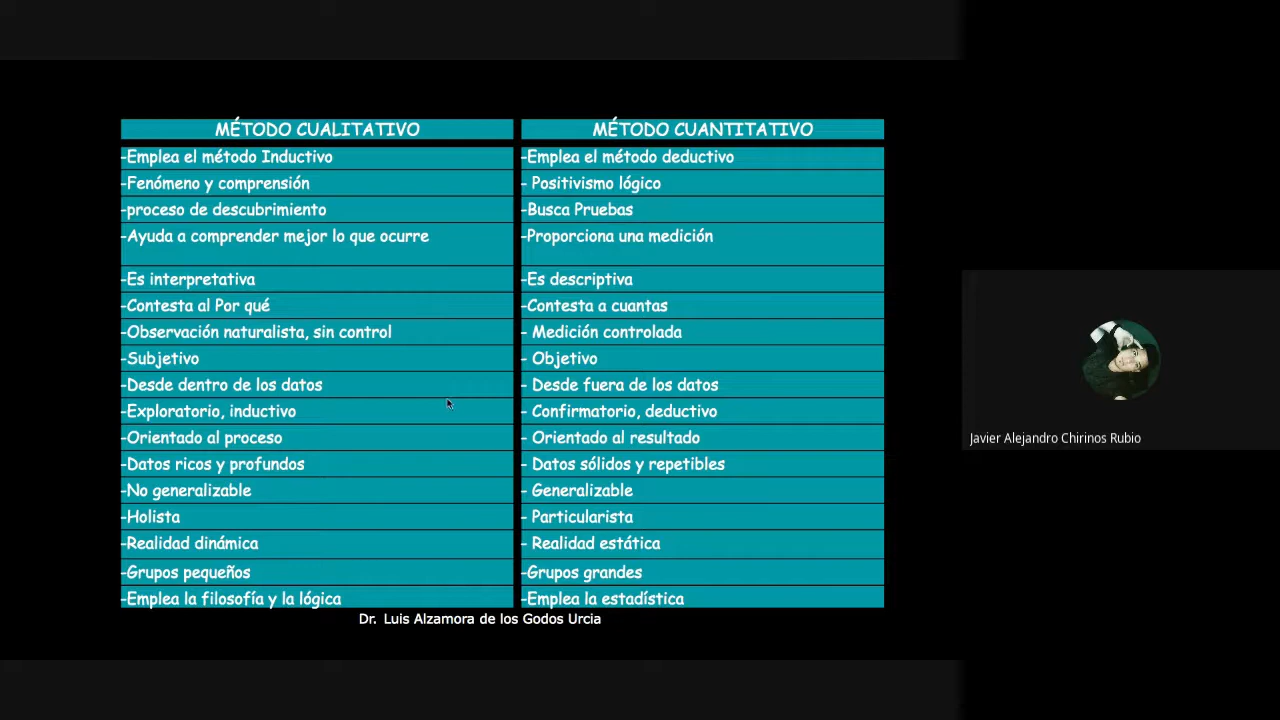 MÉTODO CUALITATIVO
MÉTODO CUANTITATIVO
-Emplea el método Inductivo
-Emplea el método deductivo
-Fenómeno y comprensión
- Positivismo lógico
-proceso de descubrimiento
-Busca Pruebas
-Ayuda a comprender mejor lo que ocurre
-Proporciona una medición
-Es interpretativa
-Es descriptiva
-Contesta al Por qué
-Contesta a cuantas
-Observación naturalista, sin control
- Medición controlada
-Subjetivo
- Objetivo
-Desde dentro de los datos
- Desde fuera de los datos
-Exploratorio, inductivo
- Confirmatorio, deductivo
-Orientado al proceso
- Orientado al resultado
-Datos ricos y profundos
- Datos sólidos y repetibles
-No generalizable
- Generalizable
-Holista
- Particularista
-Realidad dinámica
- Realidad estática
-Grupos pequeños
-Grupos grandes
-Emplea la filosofía y la lógica
-Emplea la estadística
Dr. Luis Alzamora de los Godos Urcia
Javier Alejandro Chirinos Rubio